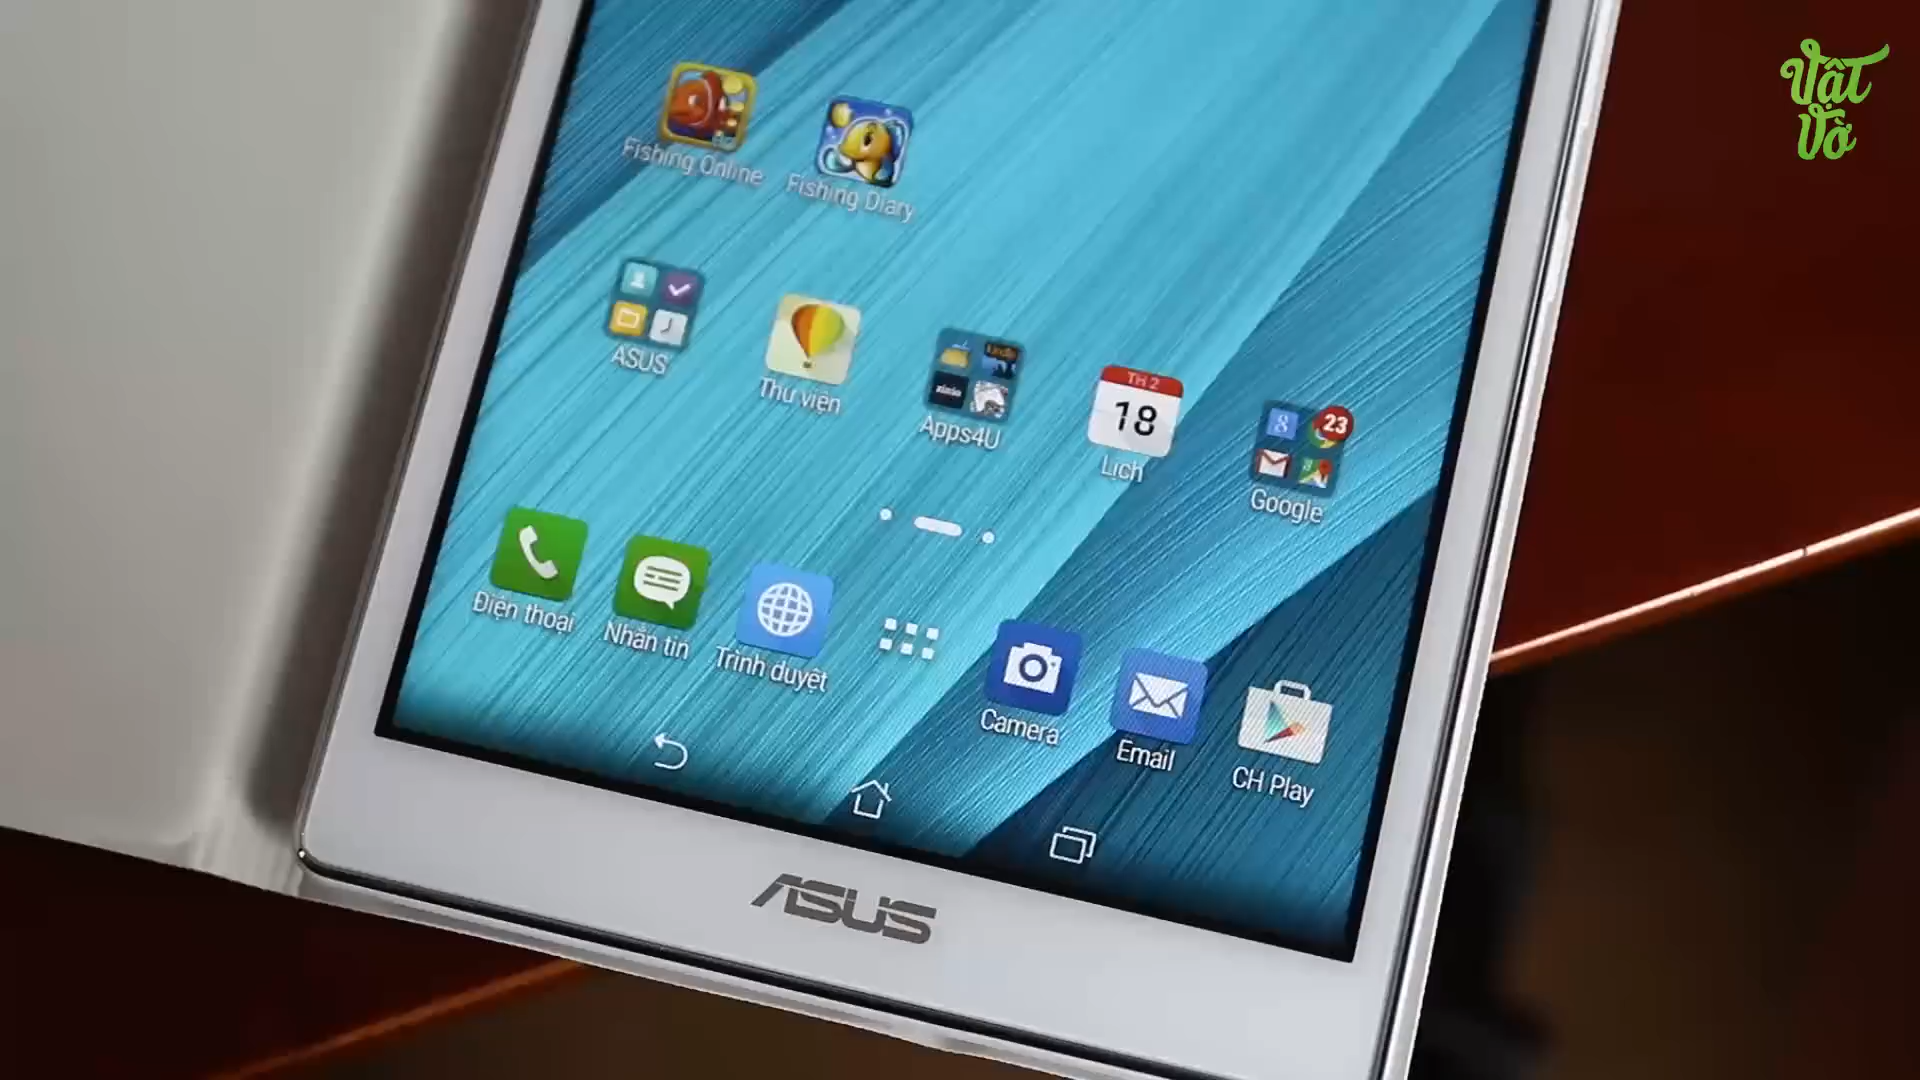 Vật
Vờ
Fishing Online
Fishing Diary
ASUS
Thư viện
Apps4U
TH 2
18
Lịch
23
8
Google
Điện thoại
Nhắn tin
Trình duyệt
Camera
Email
CH Play
ASUS